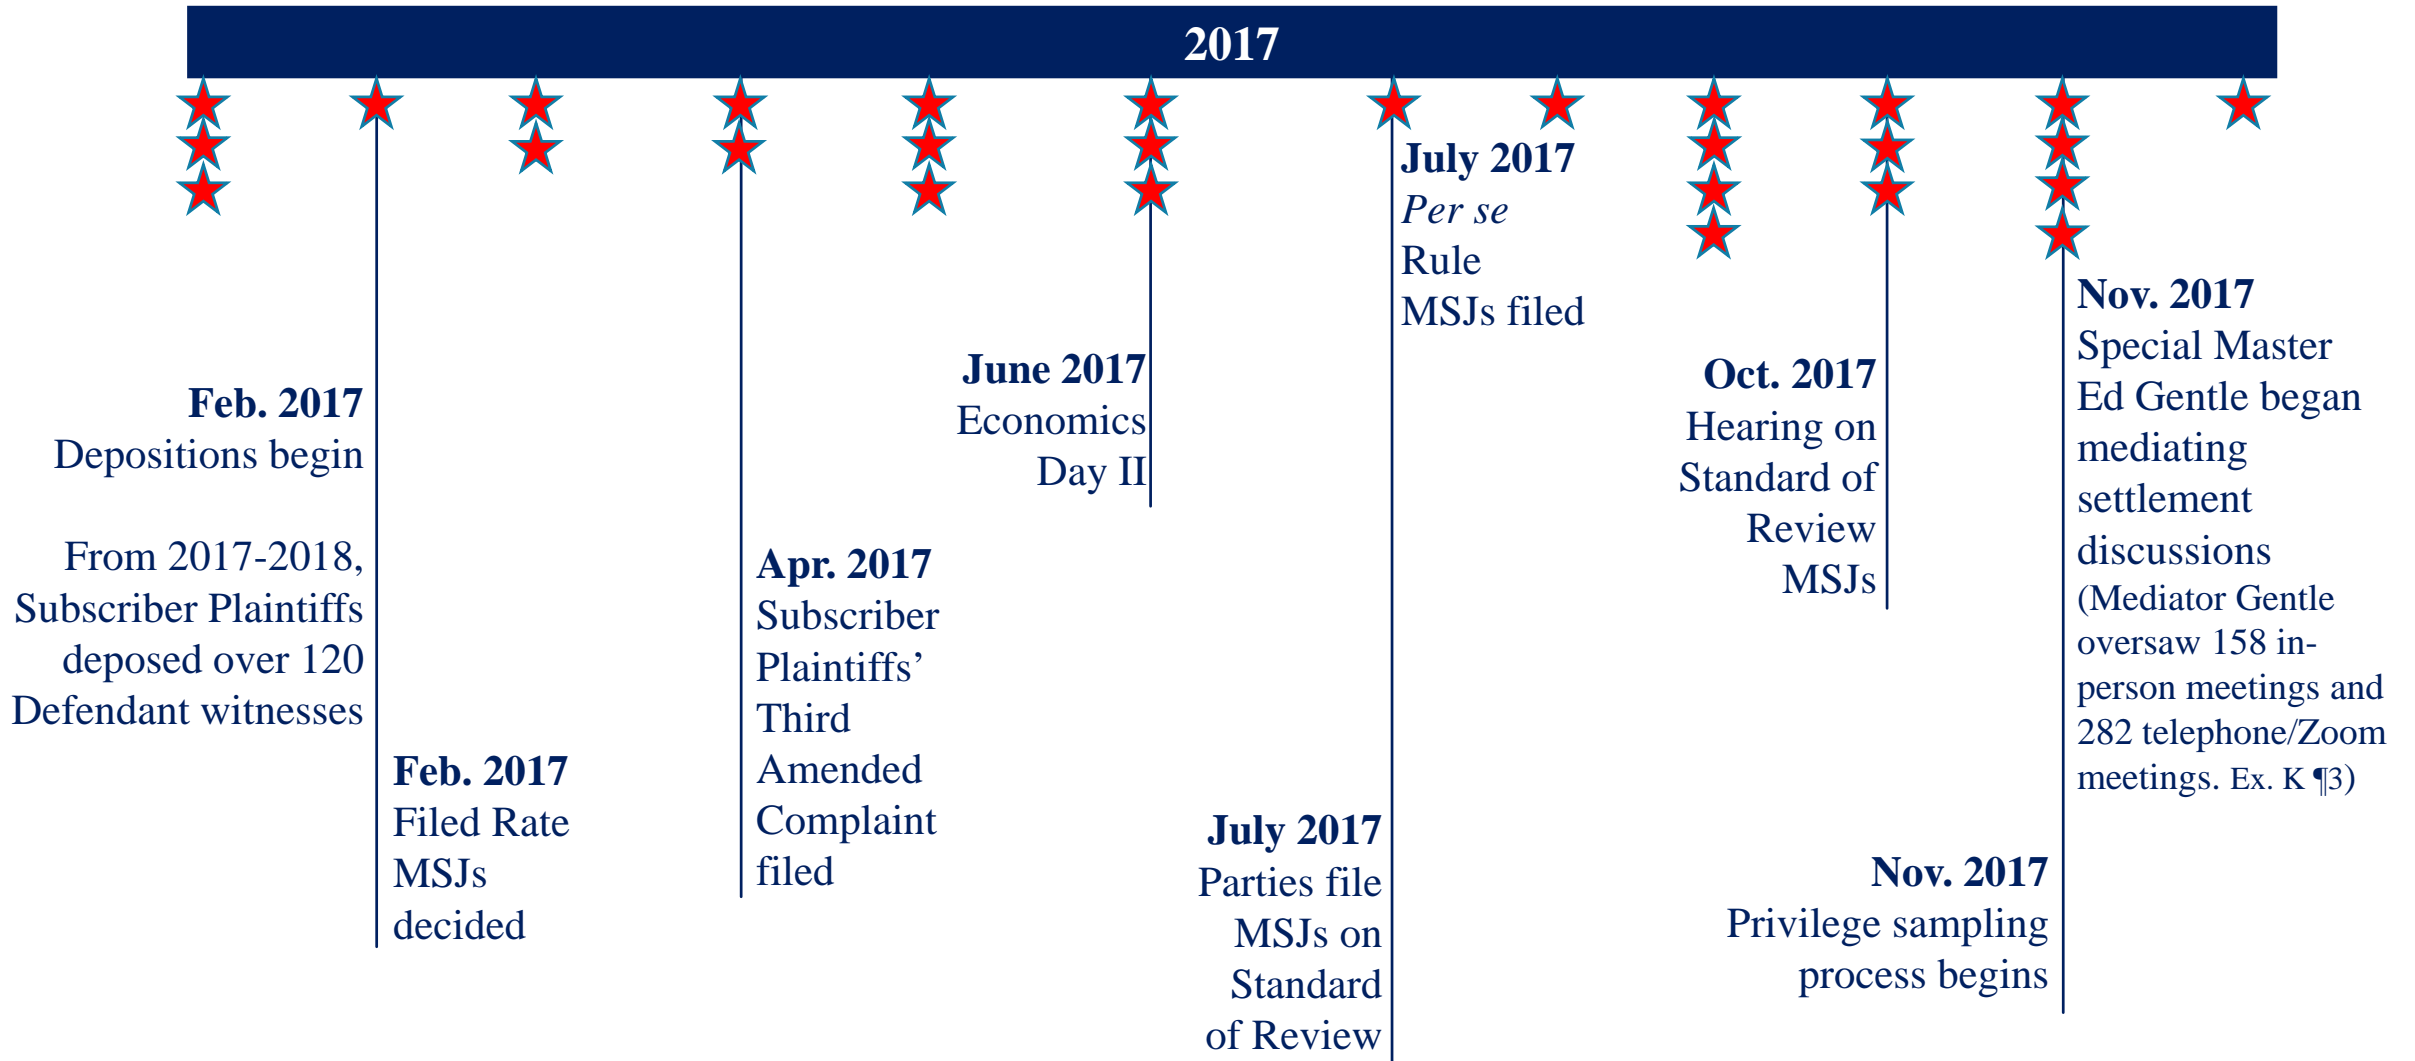 2017
Feb. 2017
Depositions begin
From 2017-2018,
Subscriber Plaintiffs
deposed over 120
Defendant witnesses
Feb. 2017
Filed Rate
MSJs
decided
Apr. 2017
Subscriber
Plaintiffs’
Third
Amended
Complaint
filed
June 2017
Economics
Day II
July 2017
Per se
Rule
MSJs filed
July 2017
Parties file
MSJs on
Standard
of Review
Oct. 2017
Hearing on
Standard of
Review
MSJs
Nov. 2017
Special Master
Ed Gentle began
mediating
settlement
discussions
(Mediator Gentle
oversaw 158 in-
person meetings and
282 telephone/Zoom
meetings. Ex. K ¶3)
Nov. 2017
Privilege sampling
process begins